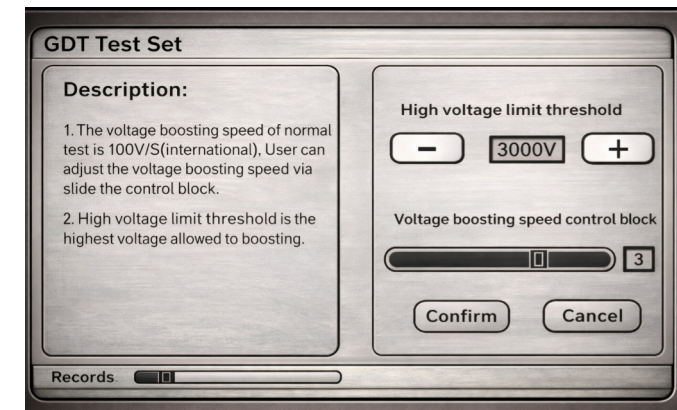 GDT Test Set
Description:
1. The voltage boosting speed of normal
test is 100V/S(international), User can
adjust the voltage boosting speed via
slide the control block.
2. High voltage limit threshold is the
highest voltage allowed to boosting.
High voltage limit threshold
− 3000V +
Voltage boosting speed control block
3
Confirm Cancel
Records